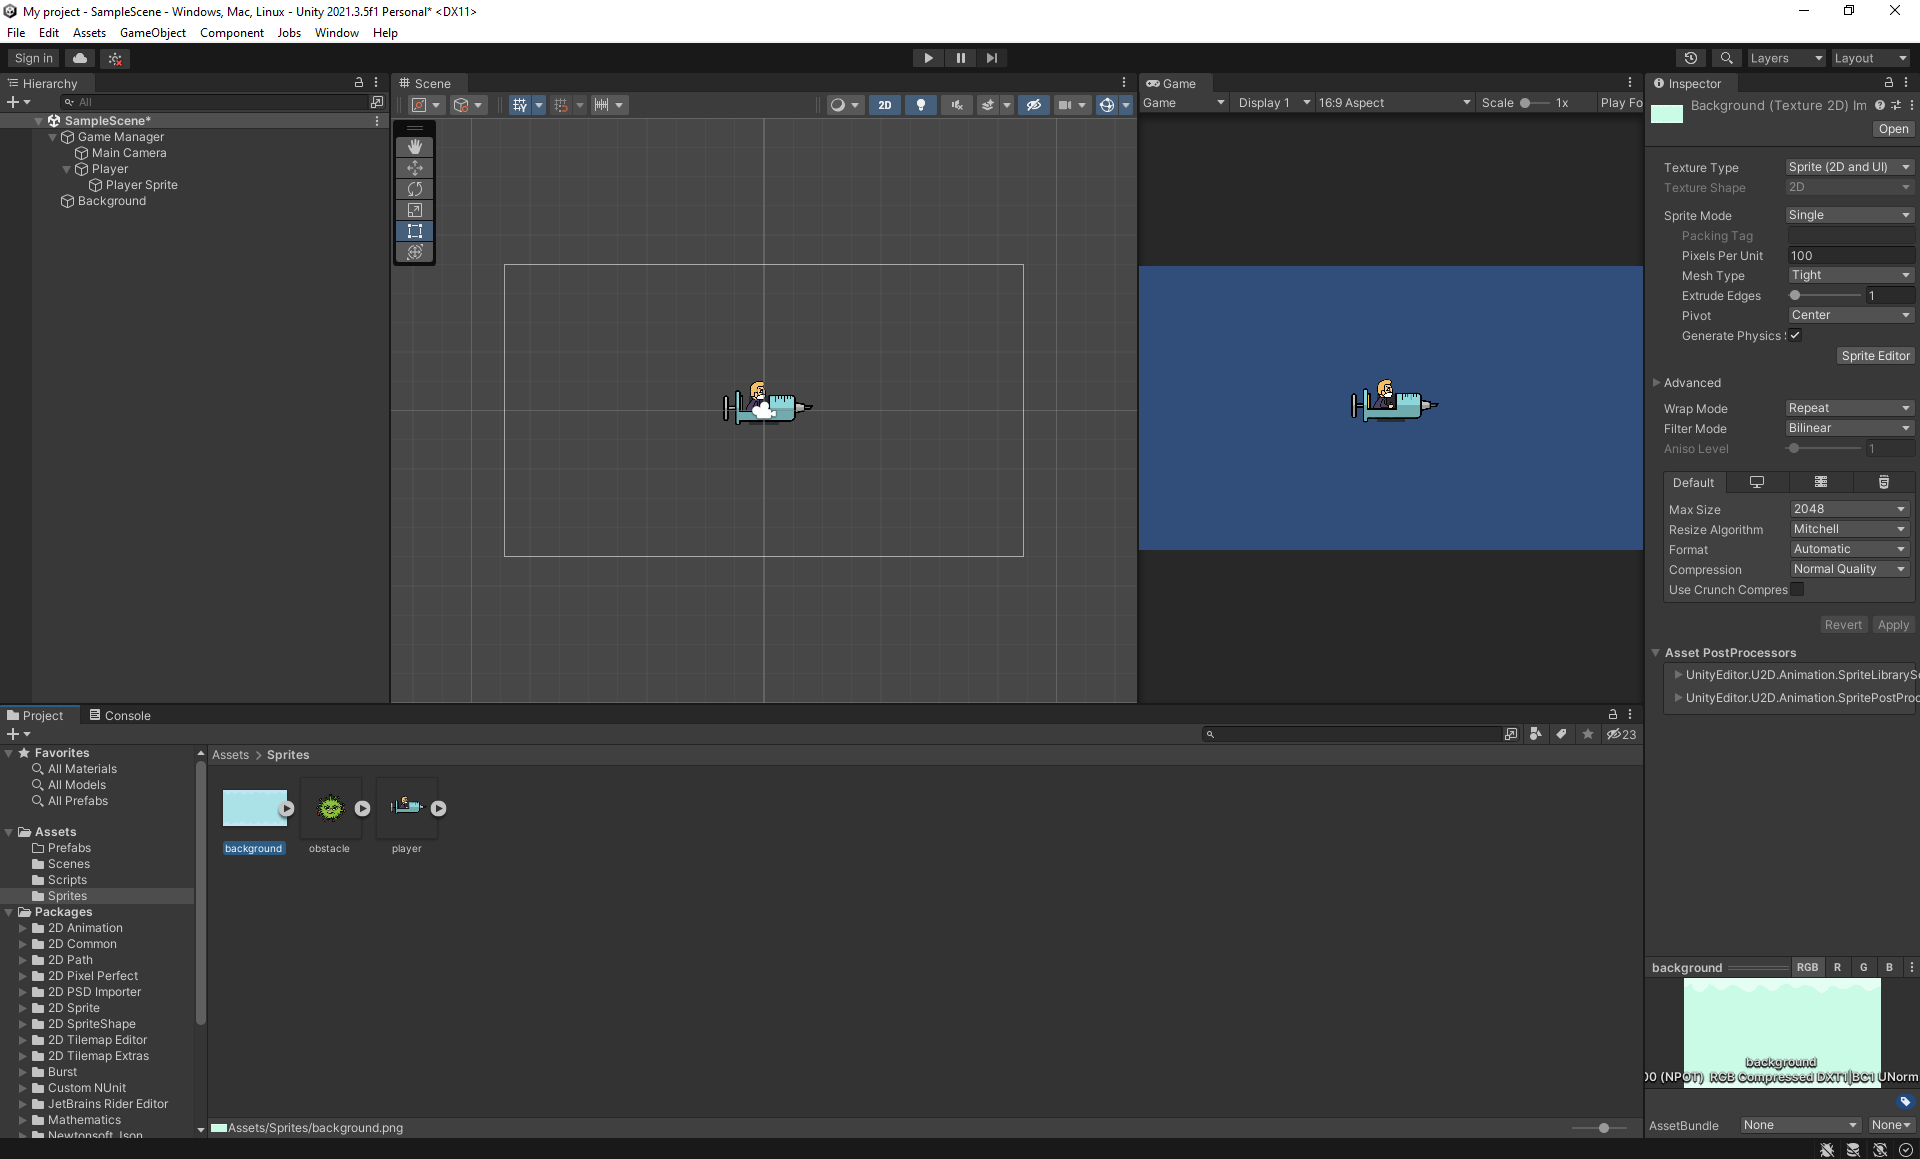 My project - SampleScene - Windows, Mac, Linux - Unity 2021.3.5f1 Personal* <DX11>
File Edit Assets GameObject Component Jobs Window Help
Sign in
Layers
Layout
Hierarchy
All
SampleScene*
Game Manager
Main Camera
Player
Player Sprite
Background
Scene
2D
Game
Game
Display 1
16:9 Aspect
Scale
1x
Play Fo
Inspector
Background (Texture 2D) Im
Open
Texture Type
Sprite (2D and UI)
Texture Shape
2D
Sprite Mode
Single
Packing Tag
Pixels Per Unit
100
Mesh Type
Tight
Extrude Edges
1
Pivot
Center
Generate Physics
Sprite Editor
Advanced
Wrap Mode
Repeat
Filter Mode
Bilinear
Aniso Level
1
Default
Max Size
2048
Resize Algorithm
Mitchell
Format
Automatic
Compression
Normal Quality
Use Crunch Compres
Revert
Apply
Asset PostProcessors
UnityEditor.U2D.Animation.SpriteLibrarySo
UnityEditor.U2D.Animation.SpritePostProc
Project
Console
23
Favorites
All Materials
All Models
All Prefabs
Assets
Prefabs
Scenes
Scripts
Sprites
Packages
2D Animation
2D Common
2D Path
2D Pixel Perfect
2D PSD Importer
2D Sprite
2D SpriteShape
2D Tilemap Editor
2D Tilemap Extras
Burst
Custom NUnit
JetBrains Rider Editor
Mathematics
Newtonsoft Json
Assets > Sprites
background
obstacle
player
Assets/Sprites/background.png
background
RGB R G B
background
00 (NPOT) RGB Compressed DXT1|BC1 UNorm
AssetBundle
None
None